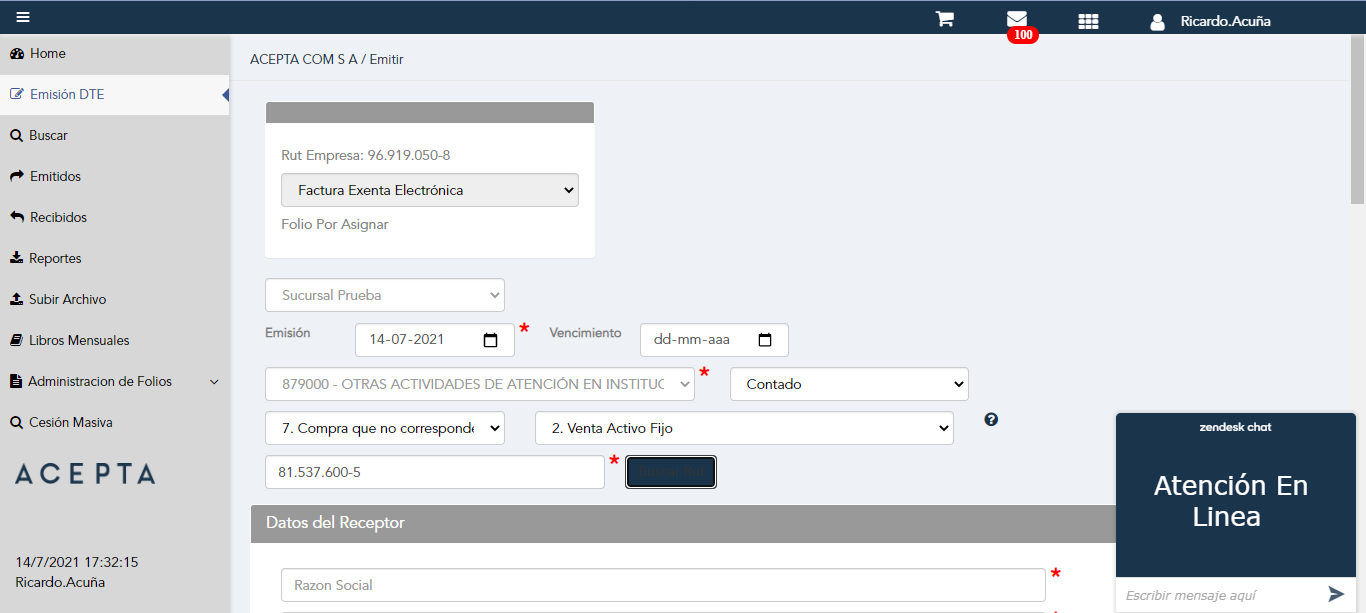 Ricardo.Acuña
100
Home
Emisión DTE
Buscar
Emitidos
Recibidos
Reportes
Subir Archivo
Libros Mensuales
Administracion de Folios
Cesión Masiva
ACEPTA
14/7/2021 17:32:15
Ricardo.Acuña
ACEPTA COM S A / Emitir
Rut Empresa: 96.919.050-8
Factura Exenta Electrónica
Folio Por Asignar
Sucursal Prueba
Emisión 14-07-2021 * Vencimiento dd-mm-aaa
879000 - OTRAS ACTIVIDADES DE ATENCIÓN EN INSTITUC * Contado
7. Compra que no corresponde 2. Venta Activo Fijo
81.537.600-5 *
Datos del Receptor
Razon Social *
zendesk chat
Atención En
Linea
Escribir mensaje aquí